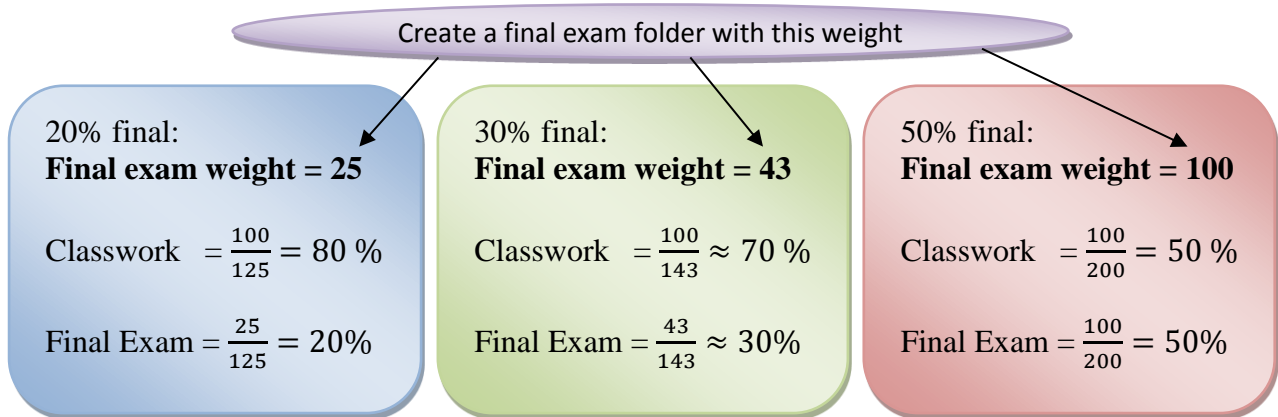 Create a final exam folder with this weight
20% final:
Final exam weight = 25
Classwork = 100/125 = 80 %
Final Exam = 25/125 = 20%
30% final:
Final exam weight = 43
Classwork = 100/143 ≈ 70 %
Final Exam = 43/143 ≈ 30%
50% final:
Final exam weight = 100
Classwork = 100/200 = 50 %
Final Exam = 100/200 = 50%